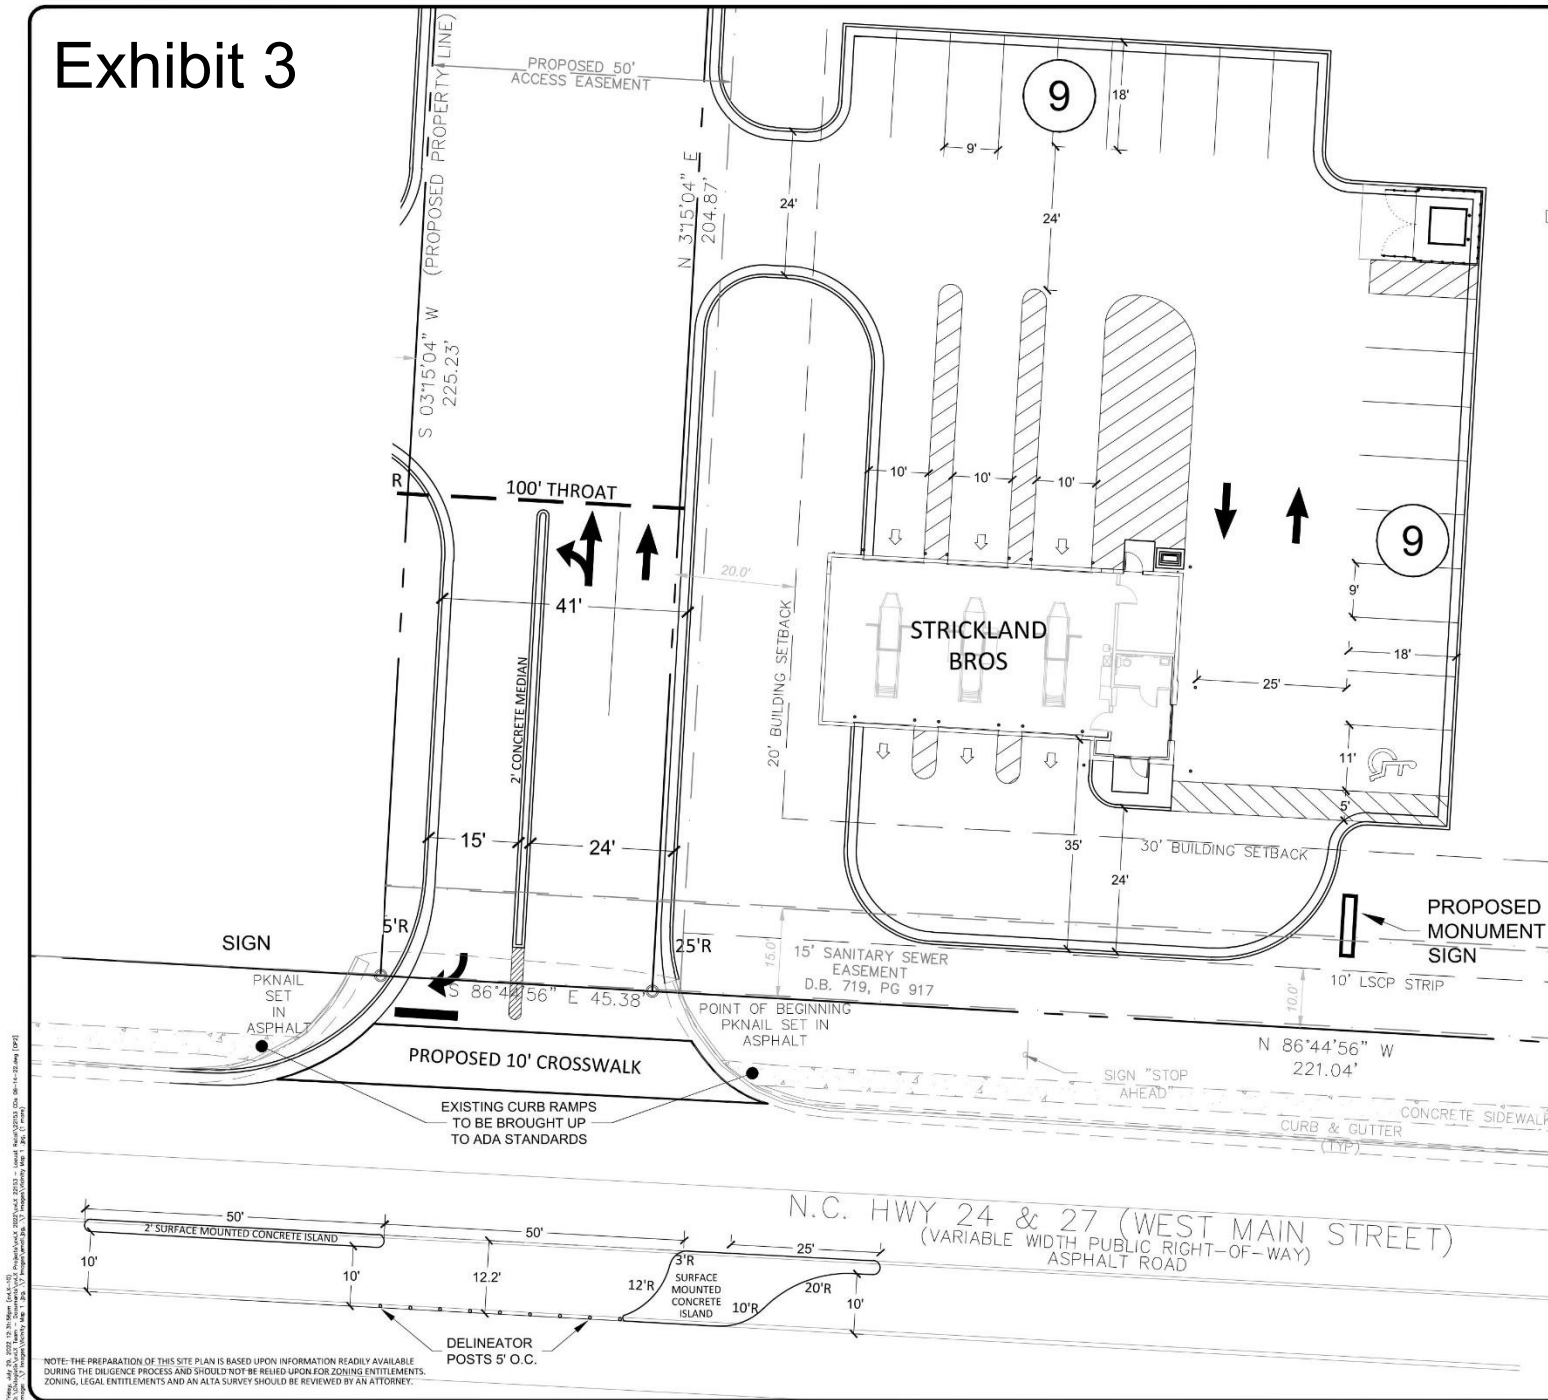 Exhibit 3
PROPOSED 50'
ACCESS EASEMENT
S 03°15'04" W (PROPOSED PROPERTY LINE)
225.23'
N 3°15'04" E
204.87'
9
18'
9'
24'
24'
R
100' THROAT
10'
10'
10'
9
20.0'
41'
9'
STRICKLAND
BROS
18'
25'
20' BUILDING SETBACK
2' CONCRETE MEDIAN
11'
5'
15'
24'
35'
30' BUILDING SETBACK
24'
5'R
25'R
SIGN
PROPOSED
MONUMENT
SIGN
15.0'
15' SANITARY SEWER
EASEMENT
D.B. 719, PG 917
10' LSCP STRIP
10.0'
PKNAIL
SET
IN
ASPHALT
S 86°44'56" E 45.38'
POINT OF BEGINNING
PKNAIL SET IN
ASPHALT
N 86°44'56" W
221.04'
PROPOSED 10' CROSSWALK
SIGN "STOP
AHEAD"
EXISTING CURB RAMPS
TO BE BROUGHT UP
TO ADA STANDARDS
CONCRETE SIDEWALK
CURB & GUTTER
(TYP)
N.C. HWY 24 & 27 (WEST MAIN STREET)
(VARIABLE WIDTH PUBLIC RIGHT-OF-WAY)
ASPHALT ROAD
50'
2' SURFACE MOUNTED CONCRETE ISLAND
50'
25'
10'
10'
12.2'
3'R
12'R
SURFACE
MOUNTED
CONCRETE
ISLAND
10'R
20'R
10'
DELINEATOR
POSTS 5' O.C.
NOTE: THE PREPARATION OF THIS SITE PLAN IS BASED UPON INFORMATION READILY AVAILABLE
DURING THE DILIGENCE PROCESS AND SHOULD NOT BE RELIED UPON FOR ZONING ENTITLEMENTS.
ZONING, LEGAL ENTITLEMENTS AND AN ALTA SURVEY SHOULD BE REVIEWED BY AN ATTORNEY.